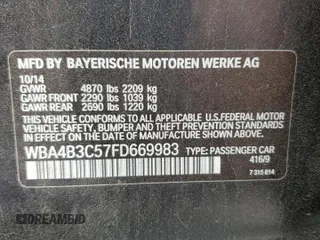 MFD BY BAYERISCHE MOTOREN WERKE AG
10/14
GVWR 4870 lbs 2209 kg
GAWR FRONT 2290 lbs 1039 kg
GAWR REAR 2690 lbs 1220 kg
THIS VEHICLE CONFORMS TO ALL APPLICABLE U.S.FEDERAL MOTOR
VEHICLE SAFETY, BUMPER, AND THEFT PREVENTION STANDARDS IN
EFFECT ON THE DATE OF MANUFACTURE SHOWN ABOVE.
WBA4B3C57FD669983 TYPE: PASSENGER CAR
416/9
7 315 814
DREAMBID